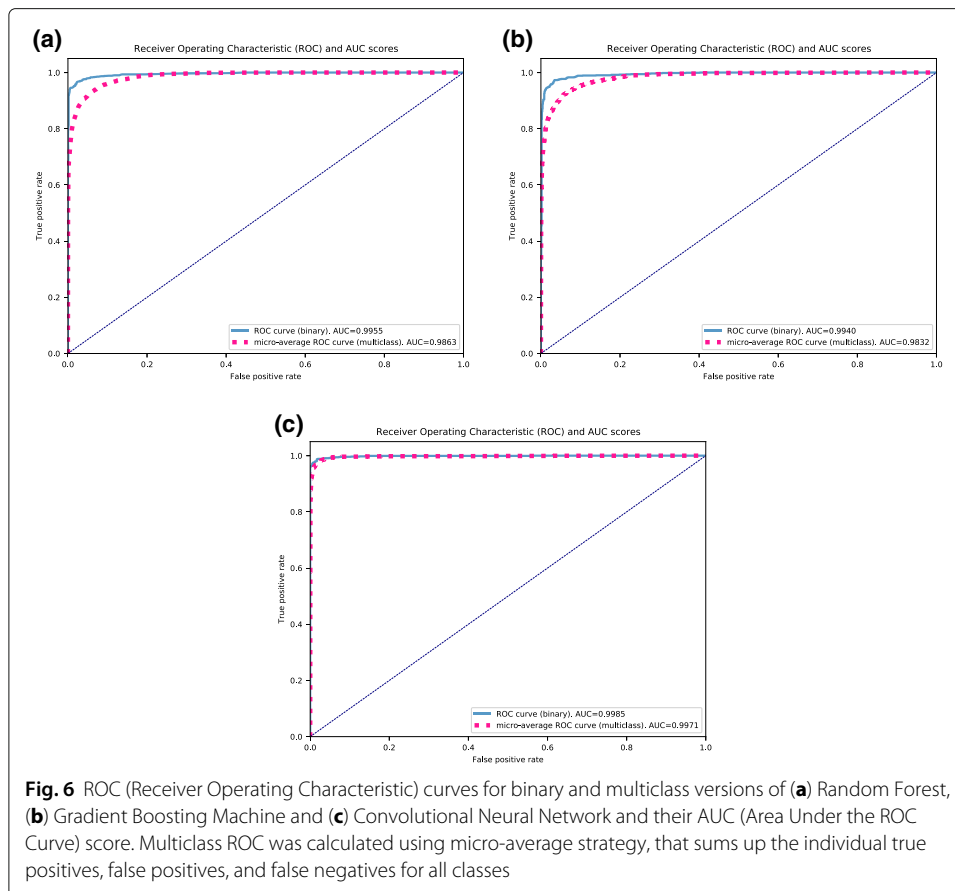 (a)
Receiver Operating Characteristic (ROC) and AUC scores
1.0
0.8
0.6
0.4
0.2
0.0
True positive rate
0.0 0.2 0.4 0.6 0.8 1.0
False positive rate
ROC curve (binary). AUC=0.9955
micro-average ROC curve (multiclass). AUC=0.9863
(b)
Receiver Operating Characteristic (ROC) and AUC scores
1.0
0.8
0.6
0.4
0.2
0.0
True positive rate
0.0 0.2 0.4 0.6 0.8 1.0
False positive rate
ROC curve (binary). AUC=0.9940
micro-average ROC curve (multiclass). AUC=0.9832
(c)
Receiver Operating Characteristic (ROC) and AUC scores
1.0
0.8
0.6
0.4
0.2
0.0
True positive rate
0.0 0.2 0.4 0.6 0.8 1.0
False positive rate
ROC curve (binary). AUC=0.9985
micro-average ROC curve (multiclass). AUC=0.9971
Fig. 6 ROC (Receiver Operating Characteristic) curves for binary and multiclass versions of (a) Random Forest,
(b) Gradient Boosting Machine and (c) Convolutional Neural Network and their AUC (Area Under the ROC
Curve) score. Multiclass ROC was calculated using micro-average strategy, that sums up the individual true
positives, false positives, and false negatives for all classes